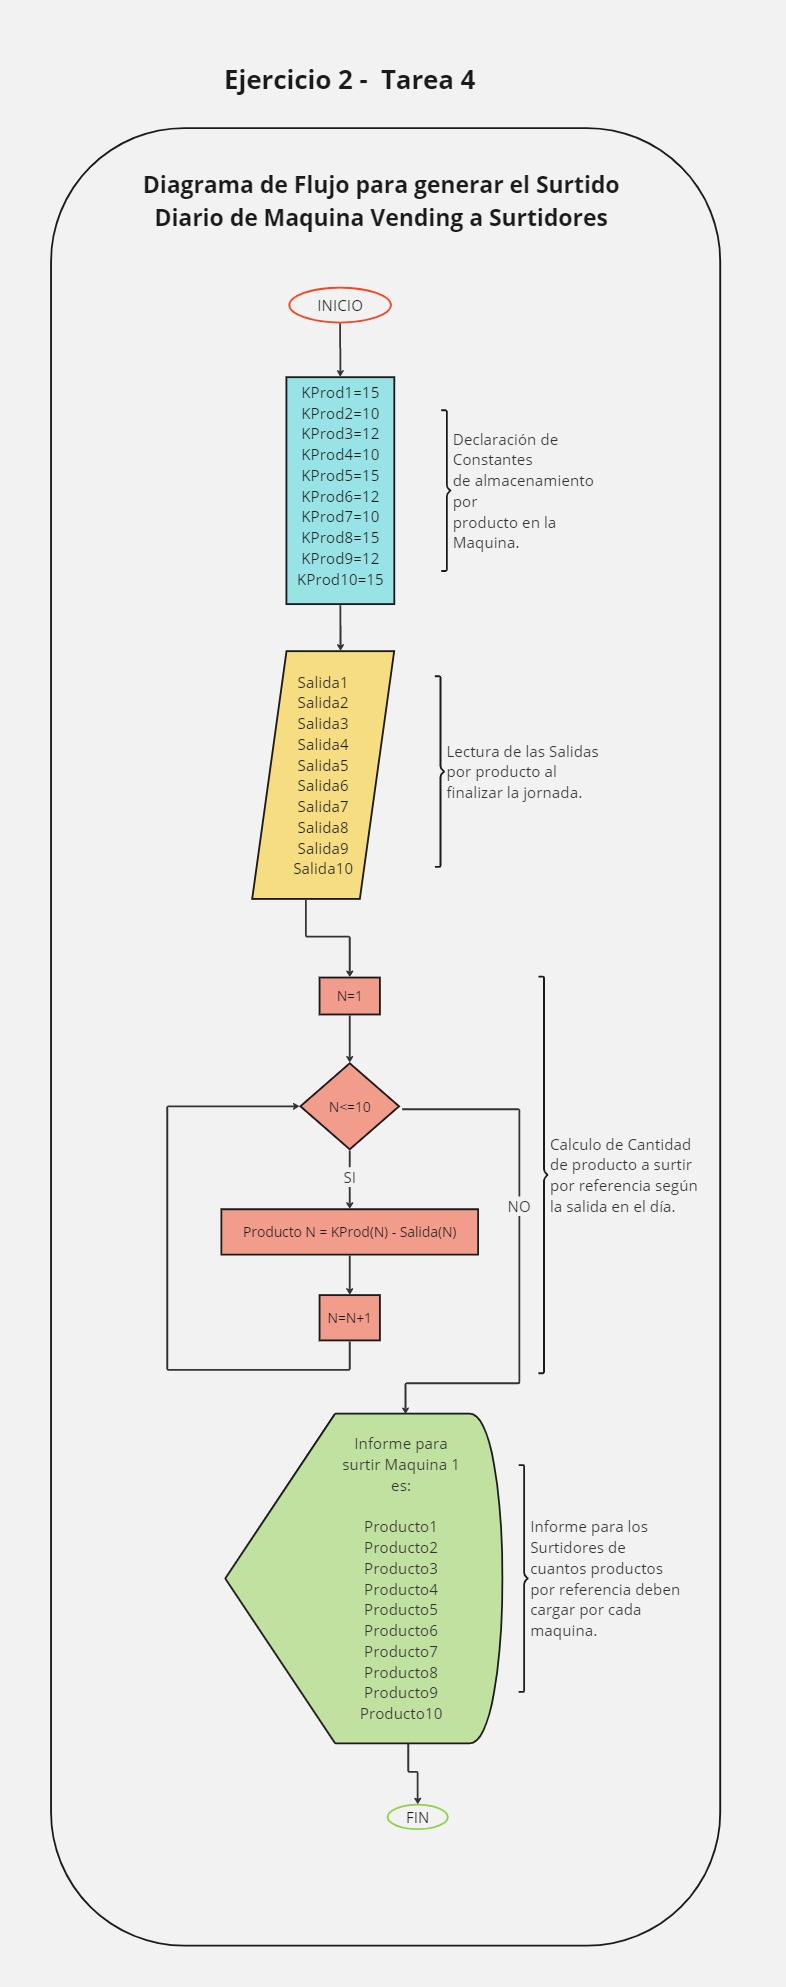 Ejercicio 2 -  Tarea 4
Diagrama de Flujo para generar el Surtido
Diario de Maquina Vending a Surtidores
INICIO
KProd1=15
KProd2=10
KProd3=12
KProd4=10
KProd5=15
KProd6=12
KProd7=10
KProd8=15
KProd9=12
KProd10=15
Declaración de
Constantes
de almacenamiento
por
producto en la
Maquina.
Salida1
Salida2
Salida3
Salida4
Salida5
Salida6
Salida7
Salida8
Salida9
Salida10
Lectura de las Salidas
por producto al
finalizar la jornada.
N=1
N<=10
SI
NO
Producto N = KProd(N) - Salida(N)
N=N+1
Calculo de Cantidad
de producto a surtir
por referencia según
la salida en el día.
Informe para
surtir Maquina 1
es:
Producto1
Producto2
Producto3
Producto4
Producto5
Producto6
Producto7
Producto8
Producto9
Producto10
Informe para los
Surtidores de
cuantos productos
por referencia deben
cargar por cada
maquina.
FIN